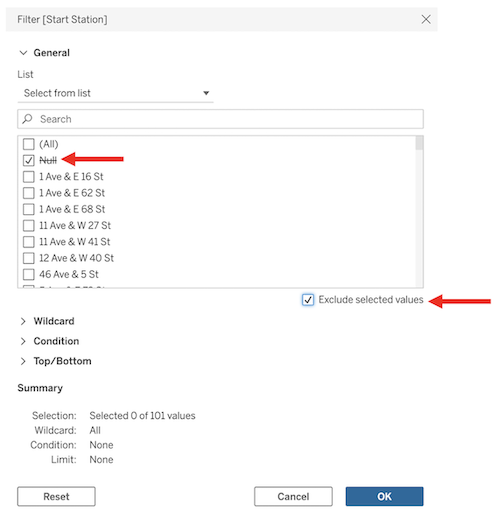 Filter [Start Station]
General
List
Select from list
Search
(All)
Null
1 Ave & E 16 St
1 Ave & E 62 St
1 Ave & E 68 St
11 Ave & W 27 St
11 Ave & W 41 St
12 Ave & W 40 St
46 Ave & 5 St
Exclude selected values
Wildcard
Condition
Top/Bottom
Summary
Selection: Selected 0 of 101 values
Wildcard: All
Condition: None
Limit: None
Reset Cancel OK